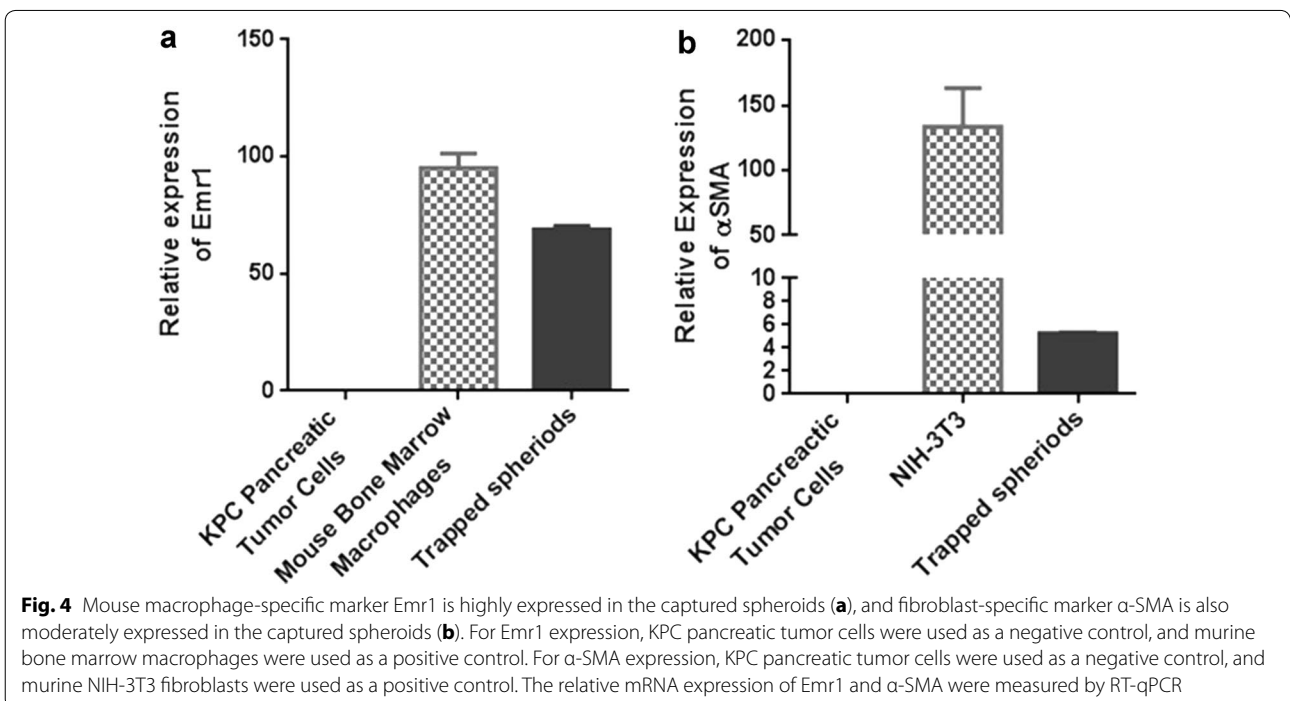 a
150
100
50
0
Relative expression
of Emr1
KPC Pancreatic
Tumor Cells
Mouse Bone Marrow
Macrophages
Trapped spheriods
b
200
150
100
50
10
8
6
4
2
0
Relative Expression
of αSMA
KPC Pancreactic
Tumor Cells
NIH-3T3
Trapped spheriods
Fig. 4 Mouse macrophage-specific marker Emr1 is highly expressed in the captured spheroids (a), and fibroblast-specific marker α-SMA is also
moderately expressed in the captured spheroids (b). For Emr1 expression, KPC pancreatic tumor cells were used as a negative control, and murine
bone marrow macrophages were used as a positive control. For α-SMA expression, KPC pancreatic tumor cells were used as a negative control, and
murine NIH-3T3 fibroblasts were used as a positive control. The relative mRNA expression of Emr1 and α-SMA were measured by RT-qPCR